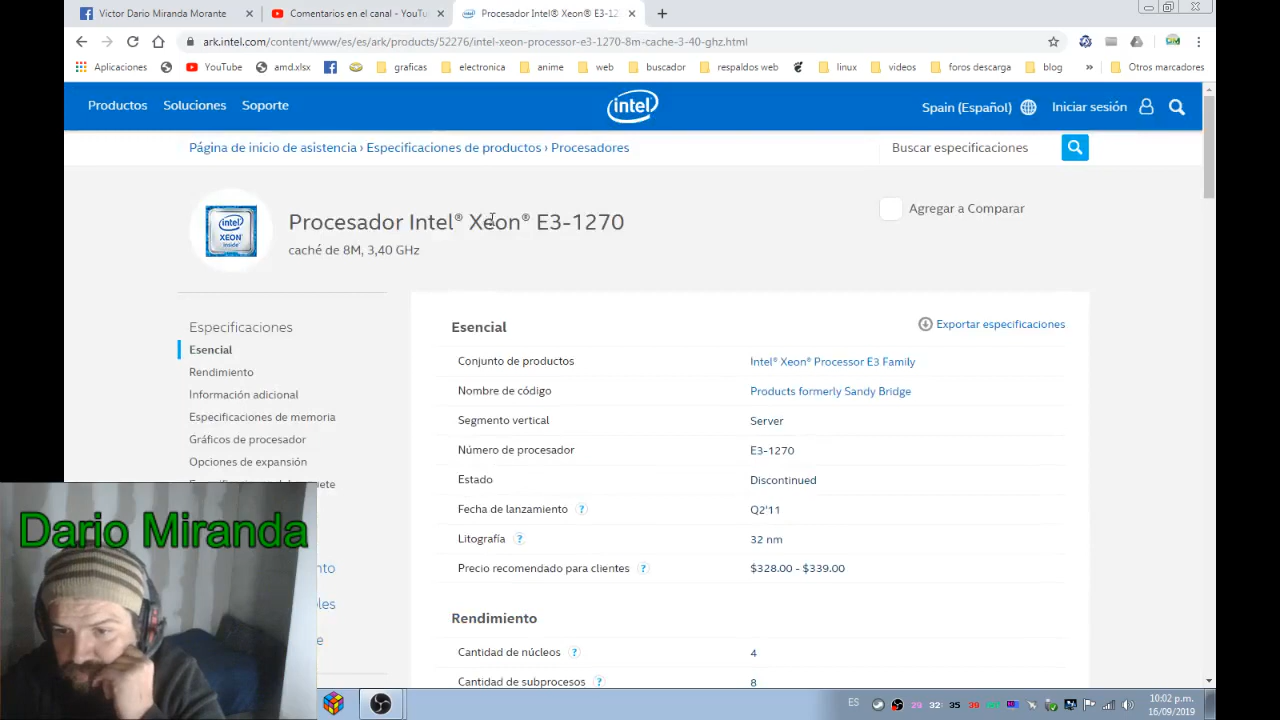 Victor Dario Miranda Morante
Comentarios en el canal - YouTu
Procesador Intel® Xeon® E3-12
ark.intel.com/content/www/es/es/ark/products/52276/intel-xeon-processor-e3-1270-8m-cache-3-40-ghz.html
Aplicaciones YouTube amd.xlsx graficas electronica anime web buscador respaldos web linux videos foros descarga blog » Otros marcadores
Productos Soluciones Soporte intel Spain (Español) Iniciar sesión
Página de inicio de asistencia › Especificaciones de productos › Procesadores Buscar especificaciones
intel XEON inside
Procesador Intel® Xeon® E3-1270
Agregar a Comparar
caché de 8M, 3,40 GHz
Especificaciones
Esencial
Rendimiento
Información adicional
Especificaciones de memoria
Gráficos de procesador
Opciones de expansión
Esencial
Exportar especificaciones
Conjunto de productos Intel® Xeon® Processor E3 Family
Nombre de código Products formerly Sandy Bridge
Segmento vertical Server
Número de procesador E3-1270
Estado Discontinued
Fecha de lanzamiento ? Q2'11
Litografía ? 32 nm
Precio recomendado para clientes ? $328.00 - $339.00
Rendimiento
Cantidad de núcleos ? 4
Cantidad de subprocesos ? 8
Dario Miranda
ES 29 32 35 39
10:02 p.m.
16/09/2019